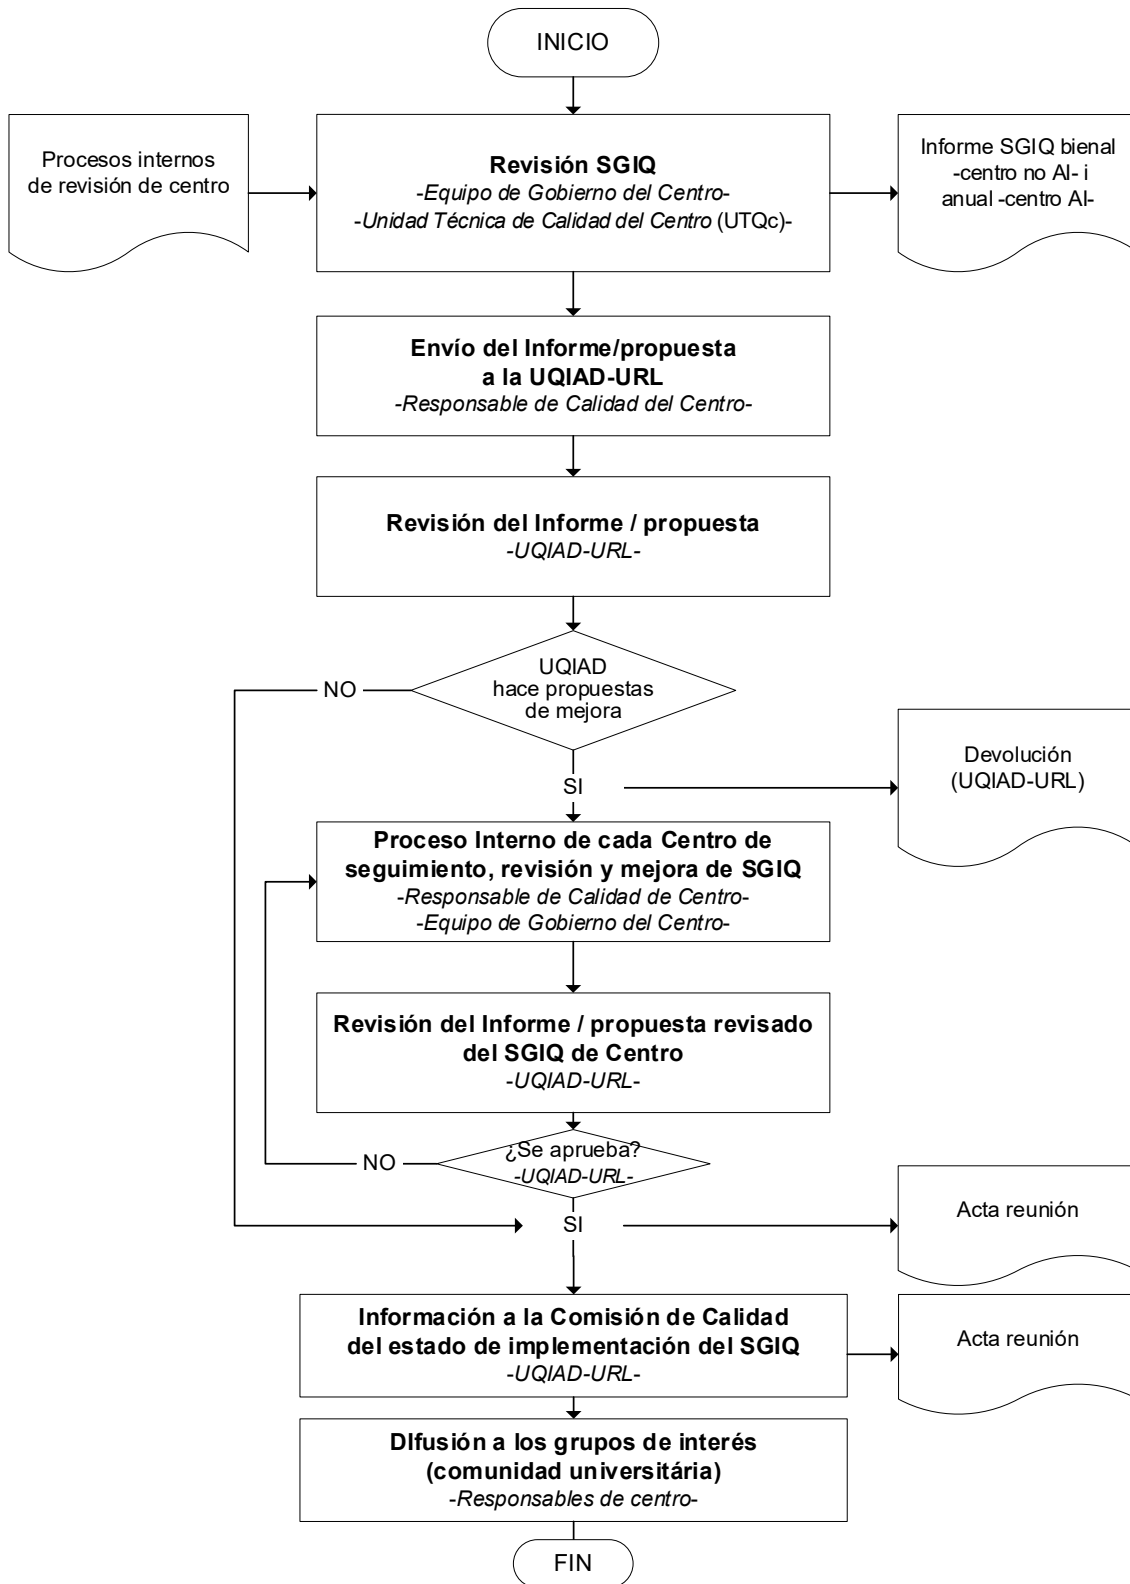 INICIO
Procesos internos
de revisión de centro
Revisión SGIQ
-Equipo de Gobierno del Centro-
-Unidad Técnica de Calidad del Centro (UTQc)-
Informe SGIQ bienal
-centro no AI- i
anual -centro AI-
Envío del Informe/propuesta
a la UQIAD-URL
-Responsable de Calidad del Centro-
Revisión del Informe / propuesta
-UQIAD-URL-
UQIAD
hace propuestas
de mejora
NO
SI
Devolución
(UQIAD-URL)
Proceso Interno de cada Centro de
seguimiento, revisión y mejora de SGIQ
-Responsable de Calidad de Centro-
-Equipo de Gobierno del Centro-
Revisión del Informe / propuesta revisado
del SGIQ de Centro
-UQIAD-URL-
¿Se aprueba?
-UQIAD-URL-
NO
SI
Acta reunión
Información a la Comisión de Calidad
del estado de implementación del SGIQ
-UQIAD-URL-
Acta reunión
DIfusión a los grupos de interés
(comunidad universitária)
-Responsables de centro-
FIN